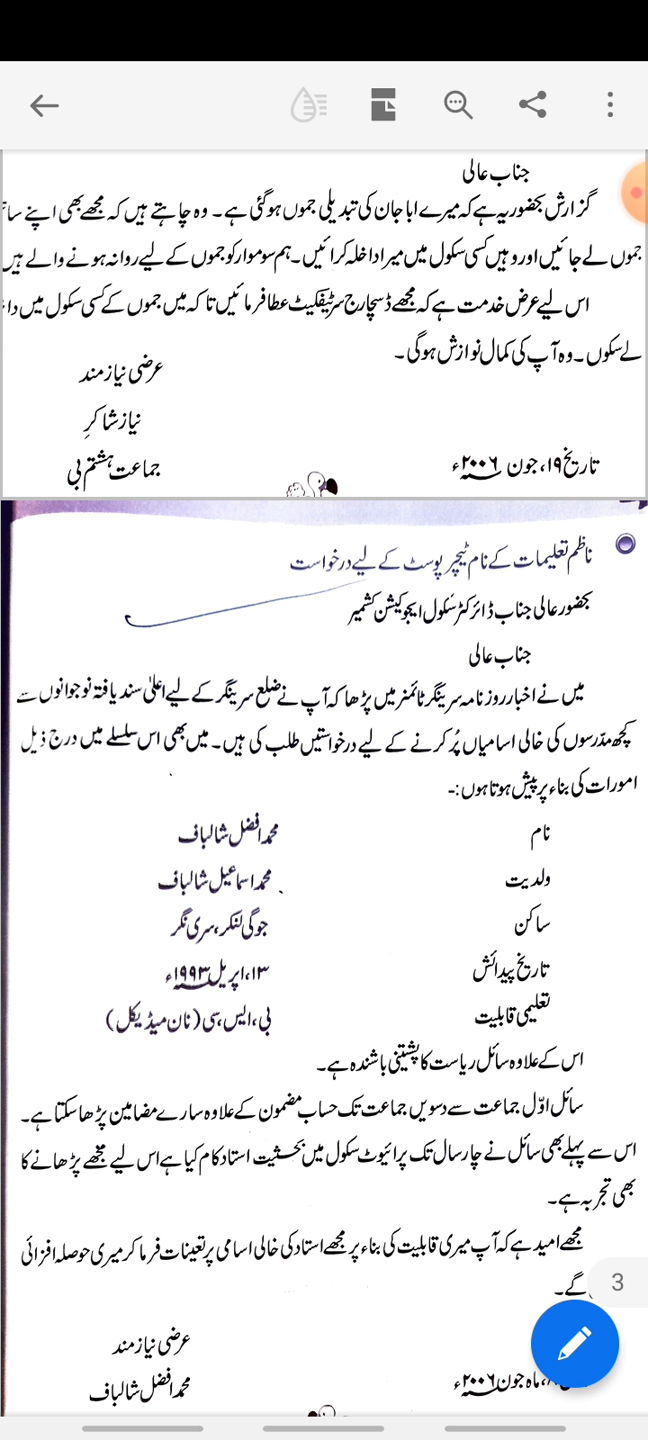 جناب عالی
گزارش بحضور یہ ہے کہ میرے ابا جان کی تبدیلی جموں ہو گئی ہے۔ وہ چاہتے ہیں کہ مجھے بھی اپنے
جموں لے جائیں اور وہیں کسی سکول میں میرا داخلہ کرائیں۔ ہم سوموار کو جموں کے لیے روانہ ہونے والے ہیں
اس لیے عرض خدمت ہے کہ مجھے ڈسچارج سرٹیفکیٹ عطا فرمائیں تا کہ میں جموں کے کسی سکول میں
لے سکوں۔ وہ آپ کی کمال نوازش ہوگی۔
عرضی نیاز مند
نیاز شاکرِ
تاریخ ۱۹، جون ۲۰۰۶ء
جماعت ہشتم بی
ناظم تعلیمات کے نام ٹیچر پوسٹ کے لیے درخواست
بحضور عالی جناب ڈائرکٹر سکول ایجوکیشن کشمیر
جناب عالی
میں نے اخبار روزنامہ سرینگر ٹائمنر میں پڑھا کہ آپ نے ضلع سرینگر کے لیے اعلیٰ سند یافتہ نوجوانوں سے
کچھ مدّرسوں کی خالی اسامیاں پُر کرنے کے لیے درخواستیں طلب کی ہیں۔ میں بھی اس سلسلے میں درج ذیل
امورات کی بناء پر پیش ہوتا ہوں:-
نام محمد افضل شالباف
ولدیت محمد اسماعیل شالباف
ساکن جوگی لنکر، سری نگر
تاریخ پیدائش ۱۳، اپریل ۱۹۹۳ء
تعلیمی قابلیت بی، ایس، سی (نان میڈیکل)
اس کے علاوہ سائل ریاست کا پشتینی باشندہ ہے۔
سائل اوّل جماعت سے دسویں جماعت تک حساب مضمون کے علاوہ سارے مضامین پڑھا سکتا ہے۔
اس سے پہلے بھی سائل نے چار سال تک پرائیوٹ سکول میں بحثیت استاد کام کیا ہے اس لیے مجھے پڑھانے کا
بھی تجربہ ہے۔
مجھے امید ہے کہ آپ میری قابلیت کی بناء پر مجھے استاد کی خالی اسامی پر تعینات فرما کر میری حوصلہ افزائی
گے۔
3
عرضی نیاز مند
ماہ جون ۲۰۰۶ء
محمد افضل شالباف